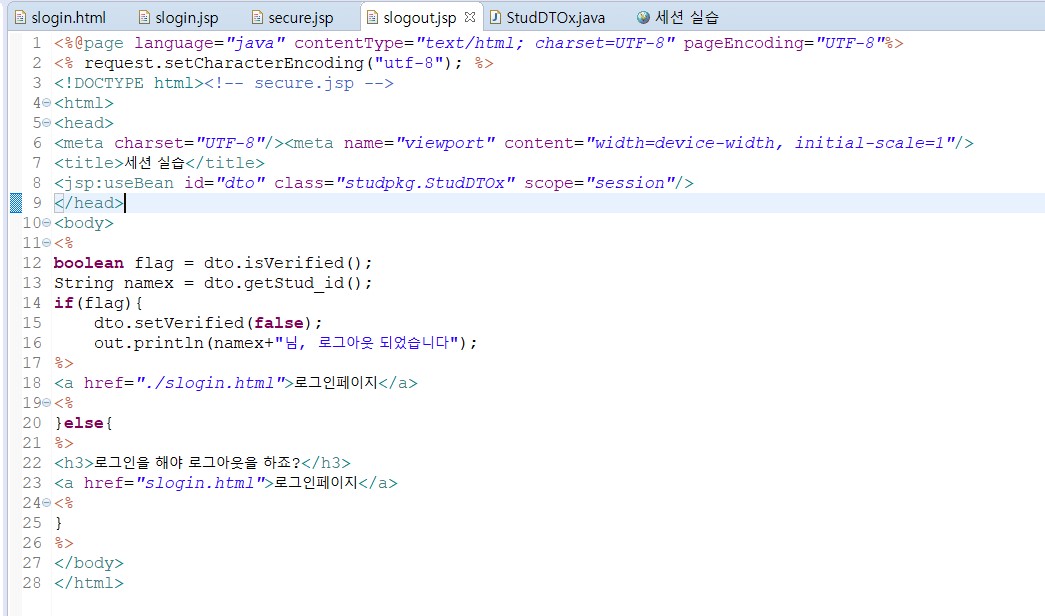 slogin.html slogin.jsp secure.jsp slogout.jsp StudDTOx.java 세션 실습
1 <%@page language="java" contentType="text/html; charset=UTF-8" pageEncoding="UTF-8"%>
2 <% request.setCharacterEncoding("utf-8"); %>
3 <!DOCTYPE html><!-- secure.jsp -->
4 <html>
5 <head>
6 <meta charset="UTF-8"/><meta name="viewport" content="width=device-width, initial-scale=1"/>
7 <title>세션 실습</title>
8 <jsp:useBean id="dto" class="studpkg.StudDTOx" scope="session"/>
9 </head>
10 <body>
11 <%
12 boolean flag = dto.isVerified();
13 String namex = dto.getStud_id();
14 if(flag){
15     dto.setVerified(false);
16     out.println(namex+"님, 로그아웃 되었습니다");
17 %>
18 <a href="./slogin.html">로그인페이지</a>
19 <%
20 }else{
21 %>
22 <h3>로그인을 해야 로그아웃을 하죠?</h3>
23 <a href="slogin.html">로그인페이지</a>
24 <%
25 }
26 %>
27 </body>
28 </html>